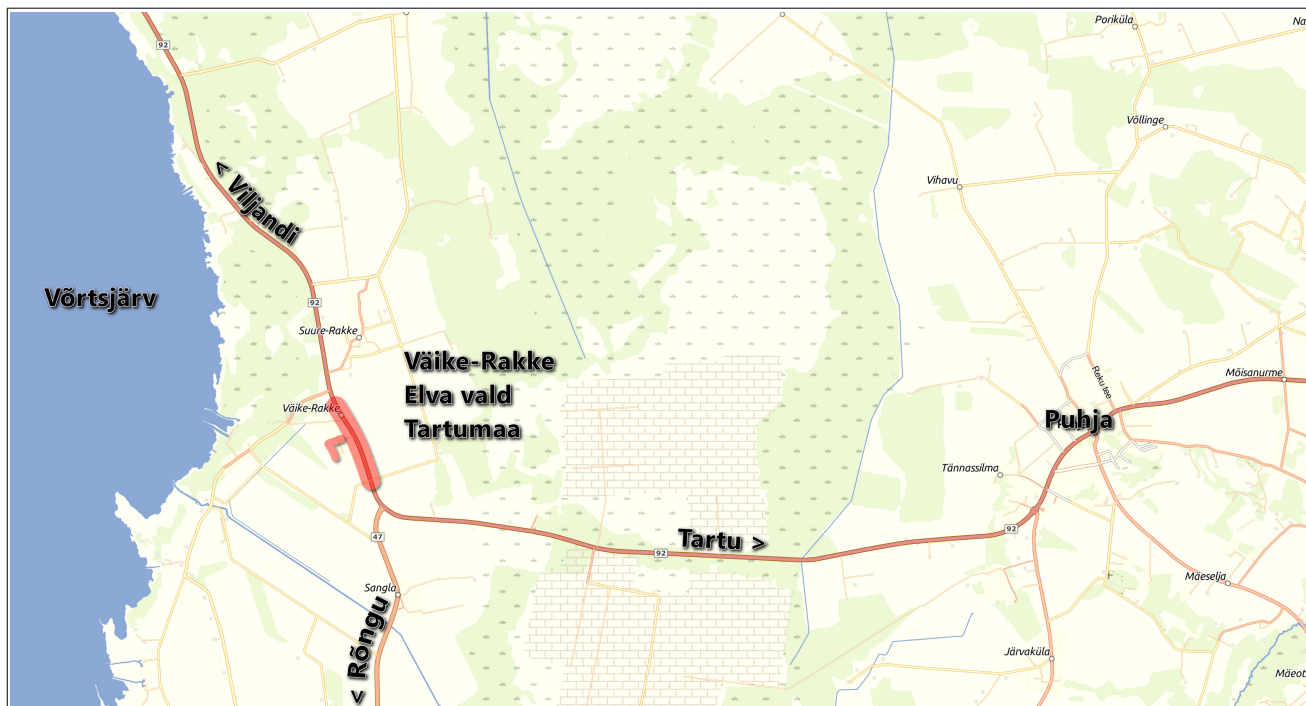 92
Poriküla
Võllinge
Vihavu
< Viljandi
Võrtsjärv
92
Suure-Rakke
Väike-Rakke
Elva vald
Tartumaa
Väike-Rakke
Reku tee
Mõisanurme
Puhja
Tännassilma
92
47
Tartu >
92
Sangla
< Rõngu
Mäeselja
Järvaküla